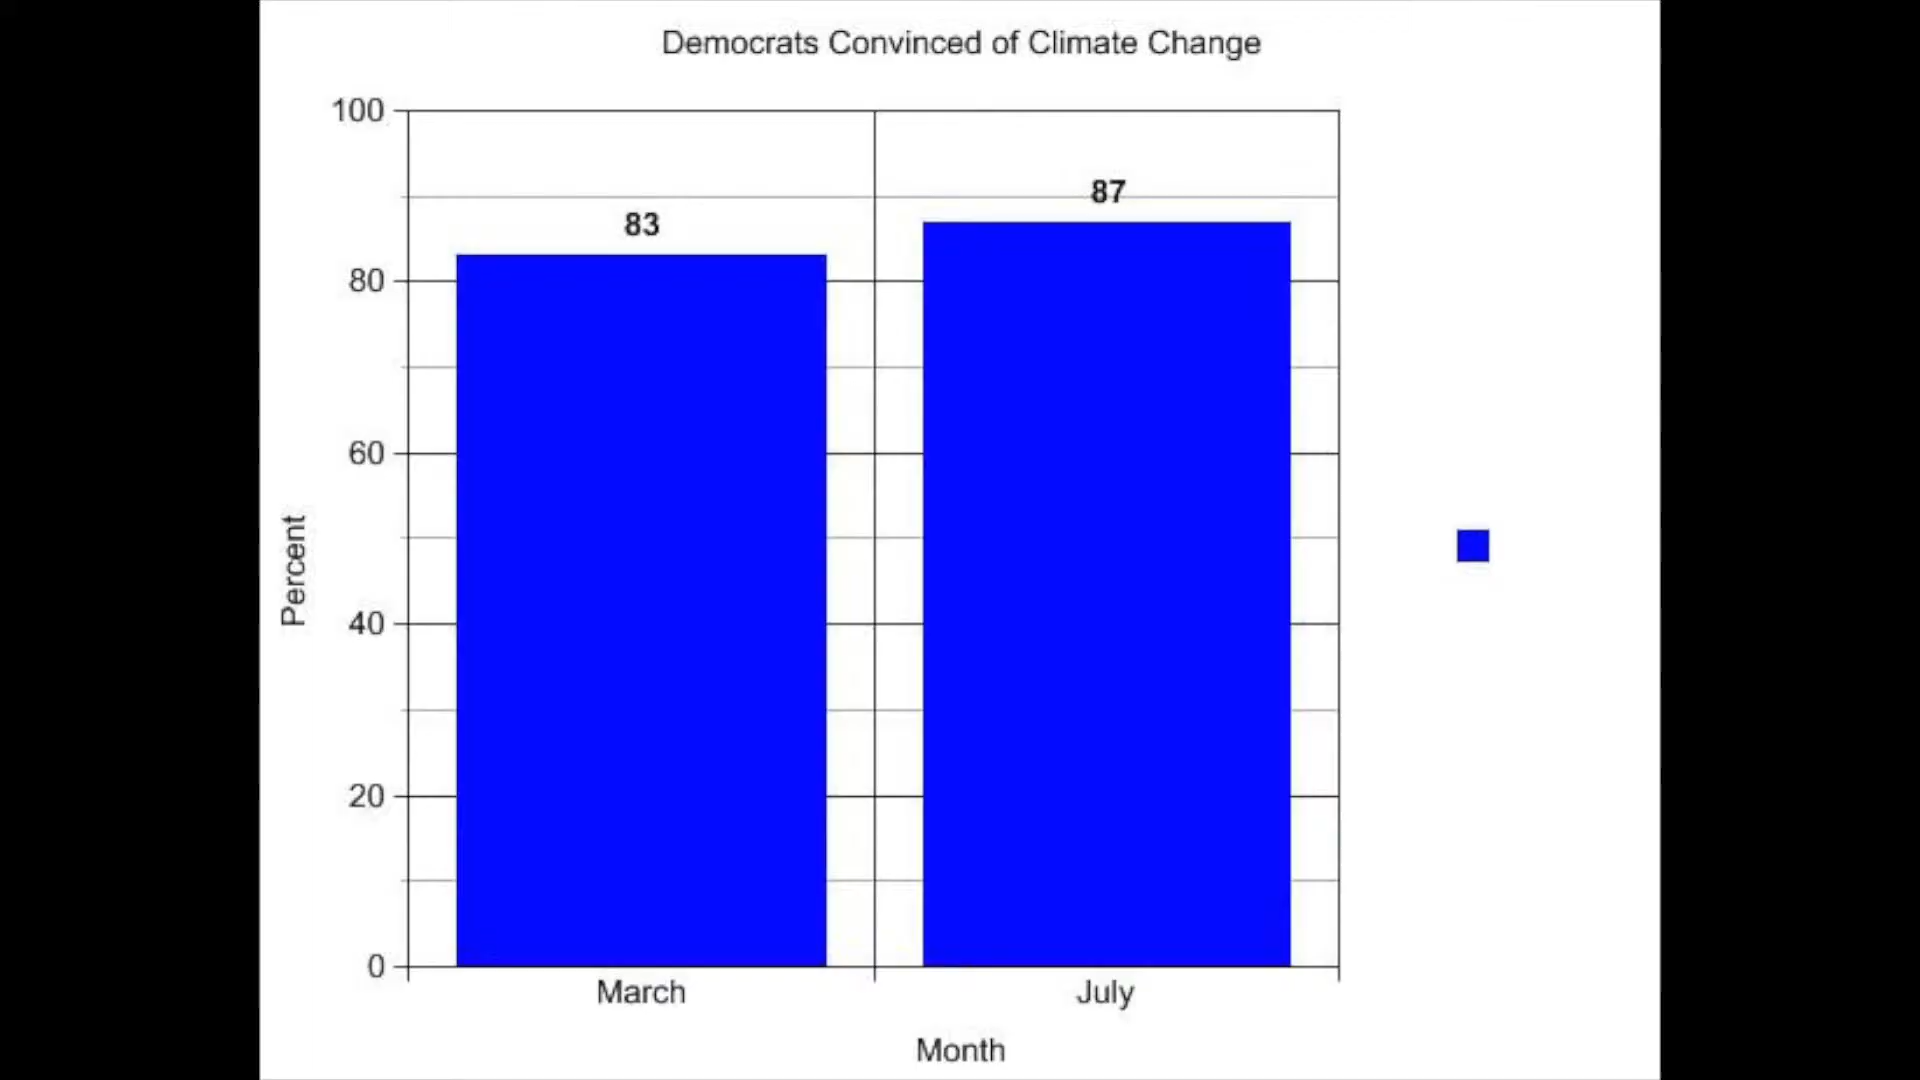 Democrats Convinced of Climate Change
100
87
83
80
60
Percent
40
20
0
March
July
Month